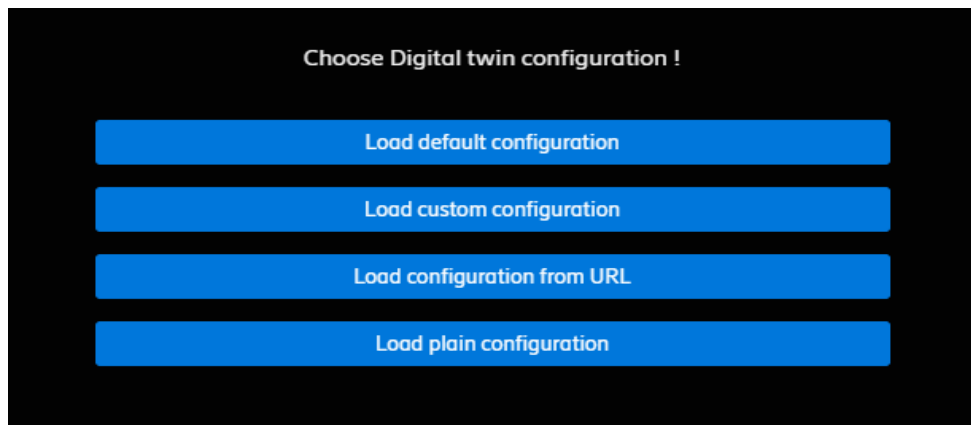 Choose Digital twin configuration !
Load default configuration
Load custom configuration
Load configuration from URL
Load plain configuration